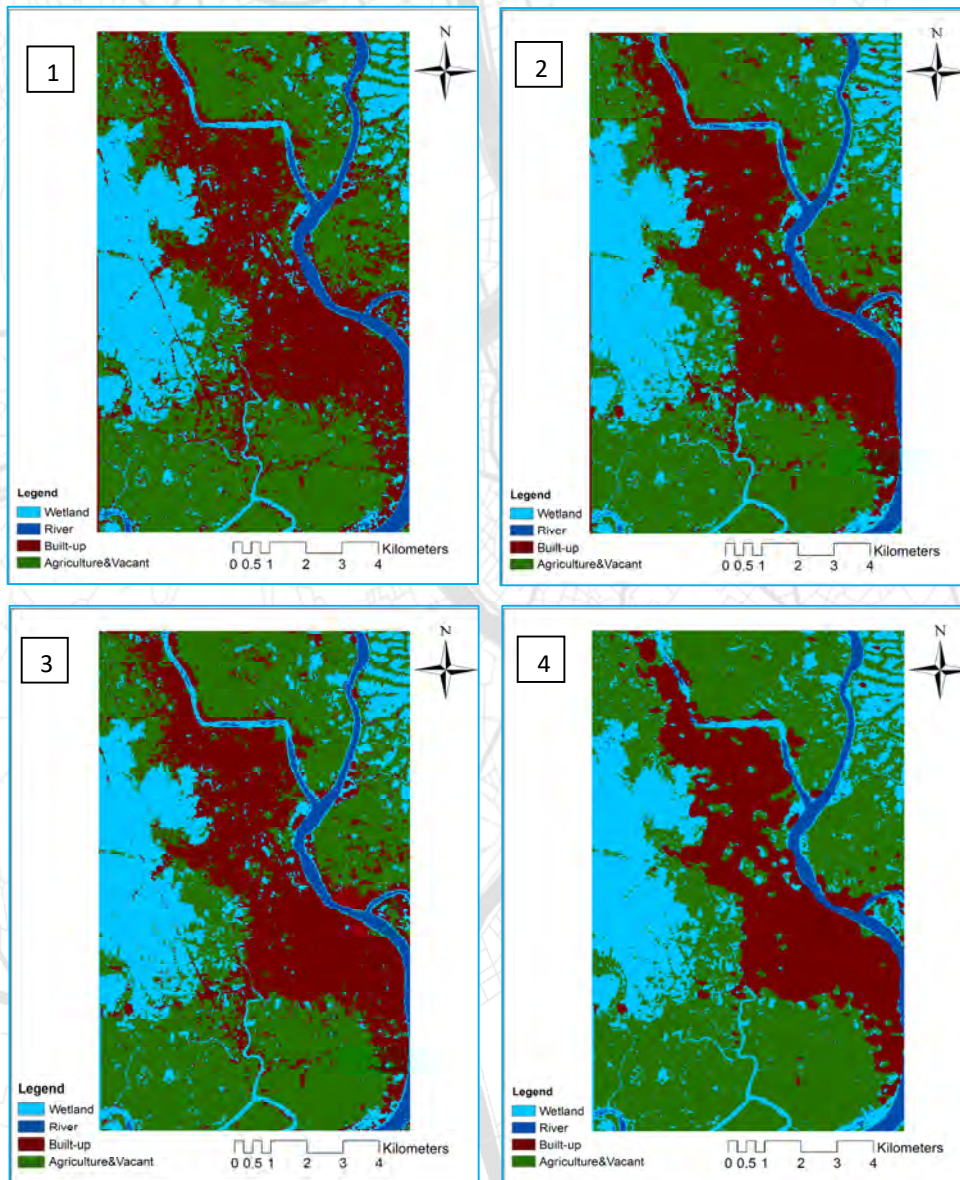 1
N
Legend
Wetland
River
Built-up
Agriculture&Vacant
Kilometers
0 0.5 1 2 3 4
2
N
Legend
Wetland
River
Built-up
Agriculture&Vacant
Kilometers
0 0.5 1 2 3 4
3
N
Legend
Wetland
River
Built-up
Agriculture&Vacant
Kilometers
0 0.5 1 2 3 4
4
N
Legend
Wetland
River
Built-up
Agriculture&Vacant
Kilometers
0 0.5 1 2 3 4